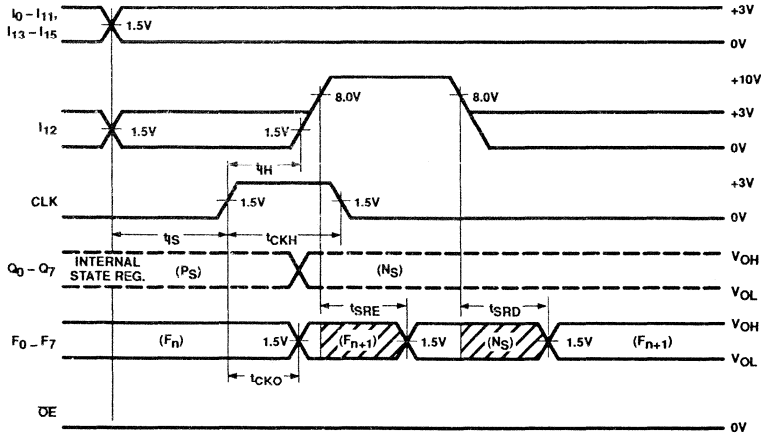 I0 – I11, +3V
I13 – I15 1.5V
0V
+10V
8.0V 8.0V
+3V
I12 1.5V 1.5V
0V
tIH
+3V
CLK 1.5V 1.5V
0V
tIS tCKH
VOH
INTERNAL
Q0 – Q7 STATE REG. (PS) (NS)
VOL
tSRE tSRD
VOH
F0 – F7 (Fn) 1.5V (Fn+1) 1.5V (NS) 1.5V (Fn+1)
VOL
tCKO
OE
0V